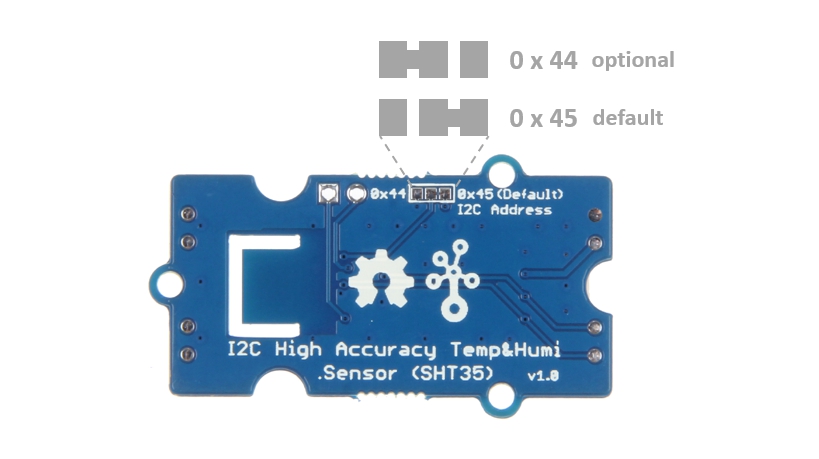 0 x 44 optional
0 x 45 default
0x44 0x45(Default)
I2C Address
I2C High Accuracy Temp&Humi
.Sensor (SHT35) v1.0